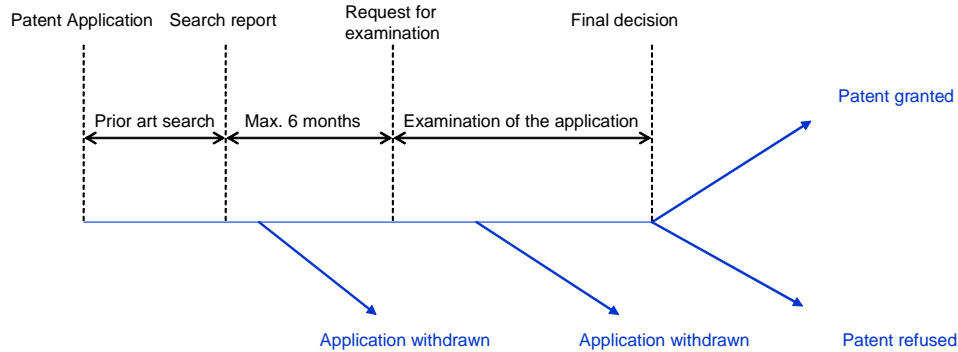 Patent Application
Search report
Request for
examination
Final decision
Patent granted
Prior art search
Max. 6 months
Examination of the application
Application withdrawn
Application withdrawn
Patent refused